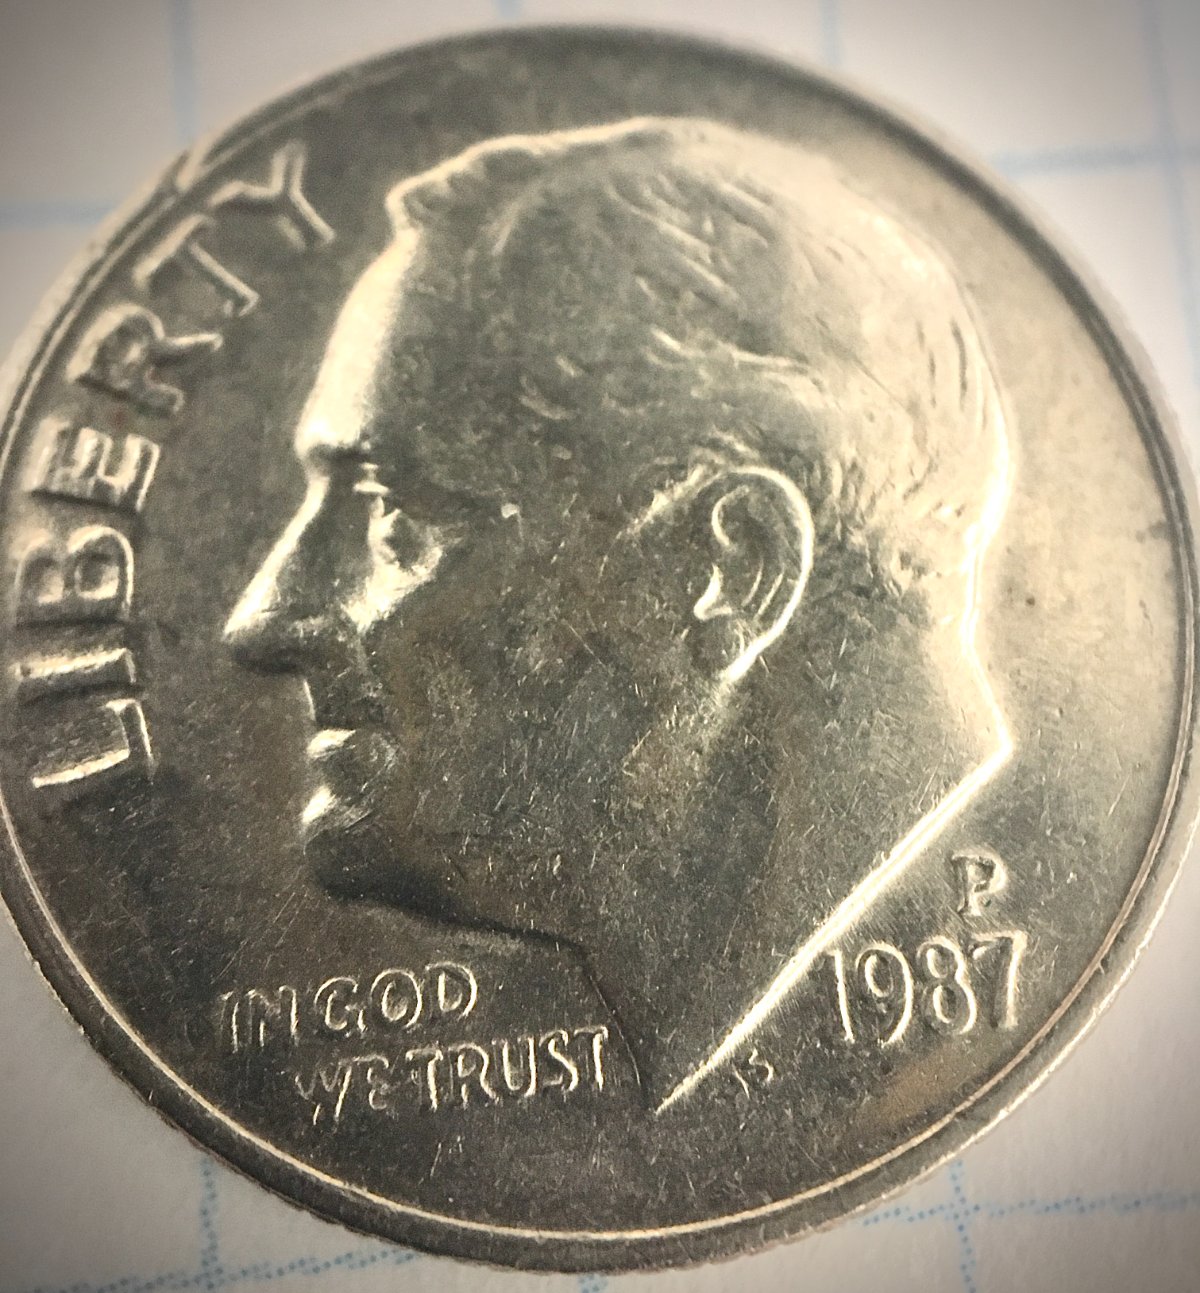 LIBERTY
IN GOD
WE TRUST
P
1987
JS